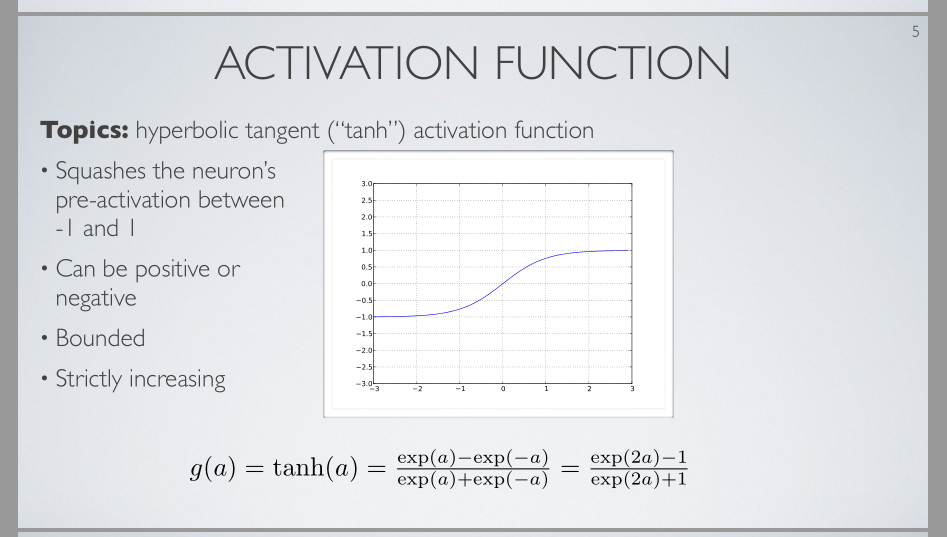 5
ACTIVATION FUNCTION
Topics: hyperbolic tangent (“tanh”) activation function
• Squashes the neuron’s
pre-activation between
-1 and 1
• Can be positive or
negative
• Bounded
• Strictly increasing
3.0
2.5
2.0
1.5
1.0
0.5
0.0
−0.5
−1.0
−1.5
−2.0
−2.5
−3.0
−3 −2 −1 0 1 2 3
g(a) = tanh(a) = exp(a)−exp(−a) / exp(a)+exp(−a) = exp(2a)−1 / exp(2a)+1